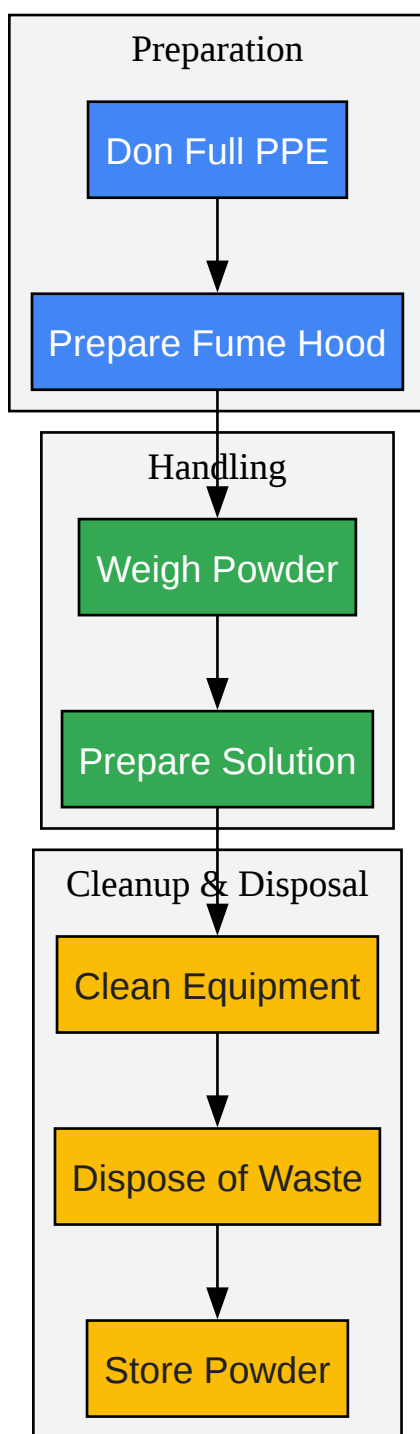 Preparation
Don Full PPE
Prepare Fume Hood
Handling
Weigh Powder
Prepare Solution
Cleanup & Disposal
Clean Equipment
Dispose of Waste
Store Powder